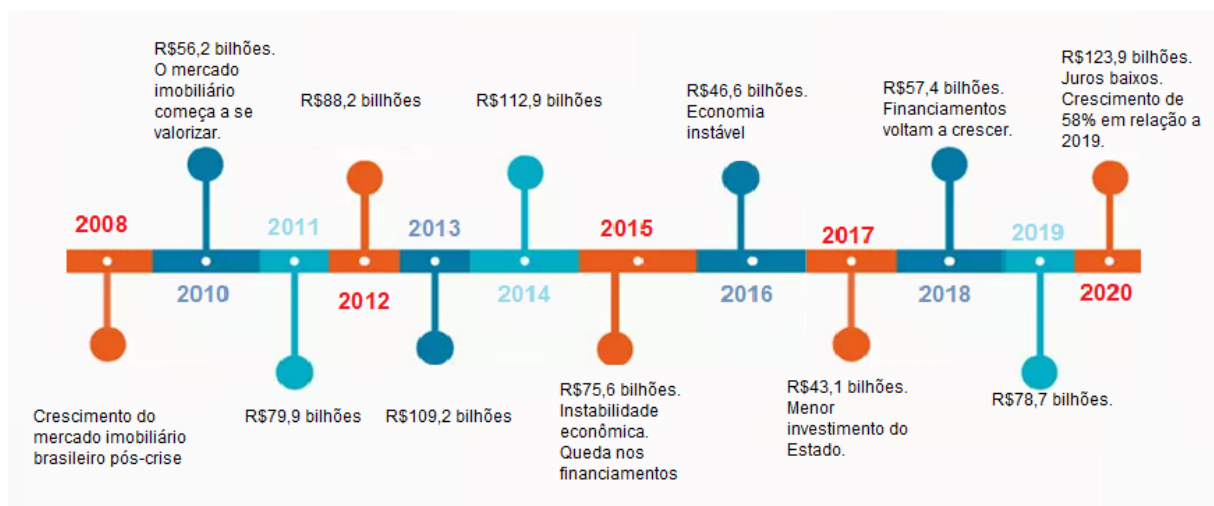 2008
Crescimento do
mercado imobiliário
brasileiro pós-crise
R$56,2 bilhões.
O mercado
imobiliário
começa a se
valorizar.
2010
2011
R$79,9 bilhões
R$88,2 billhões
2012
2013
R$109,2 bilhões
R$112,9 bilhões
2014
2015
R$75,6 bilhões.
Instabilidade
econômica.
Queda nos
financiamentos
R$46,6 bilhões.
Economia
instável
2016
2017
R$43,1 bilhões.
Menor
investimento do
Estado.
R$57,4 bilhões.
Financiamentos
voltam a crescer.
2018
2019
R$78,7 bilhões.
R$123,9 bilhões.
Juros baixos.
Crescimento de
58% em relação a
2019.
2020